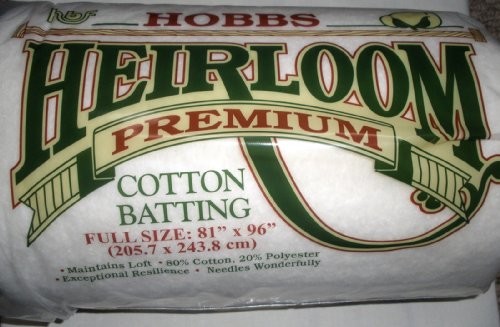 HOBBS
HEIRLOOM
PREMIUM
COTTON
BATTING
FULL SIZE: 81" x 96"
(205.7 x 243.8 cm)
• Maintains Loft • 80% Cotton, 20% Polyester
• Exceptional Resilience • Needles Wonderfully